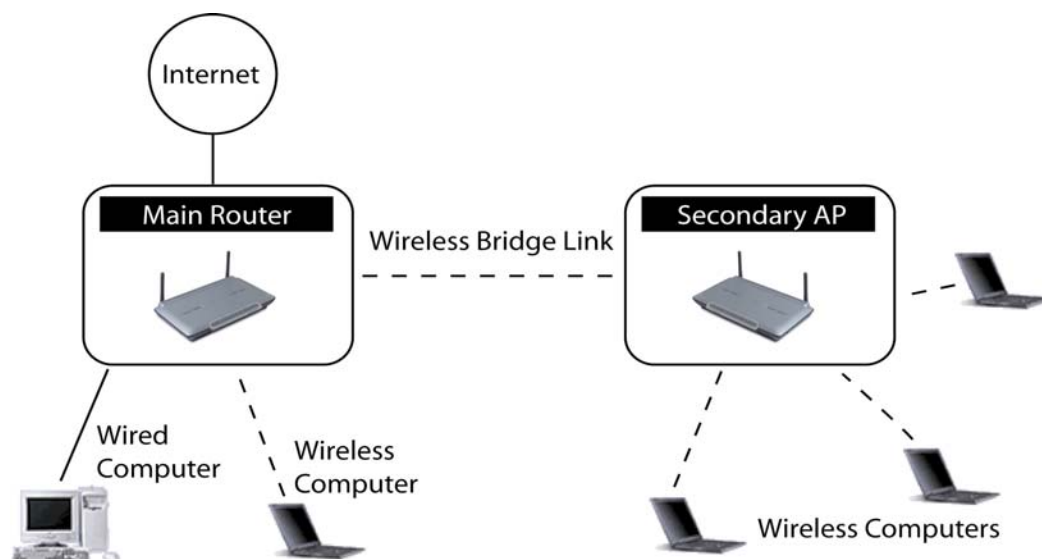 Internet
Main Router
Secondary AP
Wireless Bridge Link
Wired
Computer
Wireless
Computer
Wireless Computers